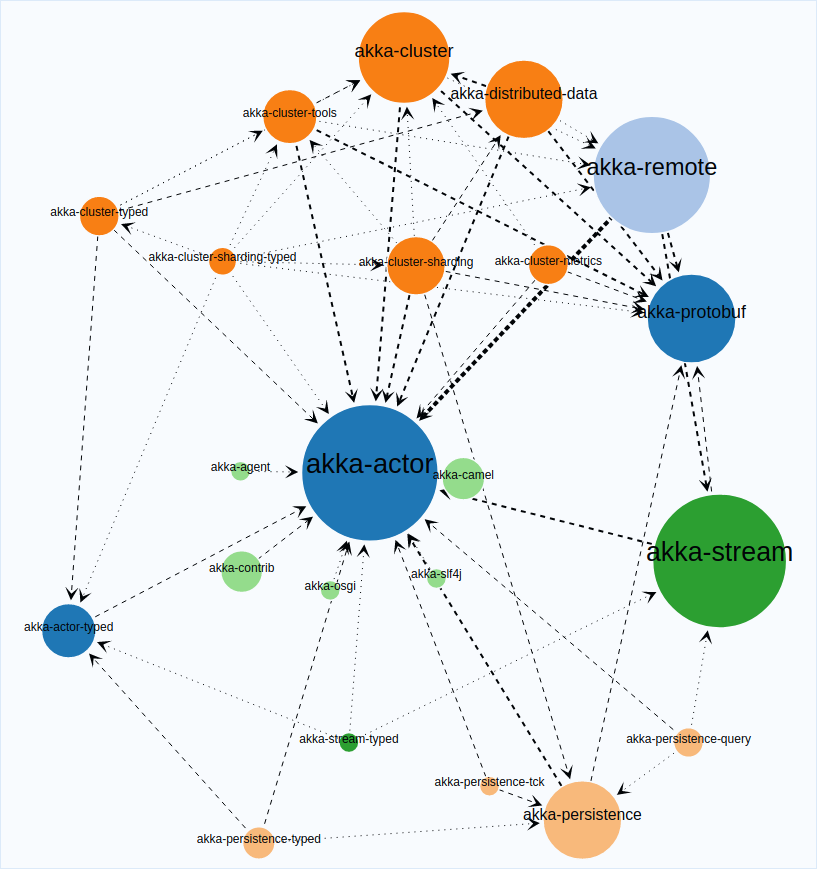 akka-cluster
akka-distributed-data
akka-cluster-tools
akka-remote
akka-cluster-typed
akka-cluster-sharding-typed
akka-cluster-sharding
akka-cluster-metrics
akka-protobuf
akka-actor
akka-agent
akka-camel
akka-stream
akka-contrib
akka-osgi
akka-slf4j
akka-actor-typed
akka-stream-typed
akka-persistence-query
akka-persistence-tck
akka-persistence
akka-persistence-typed